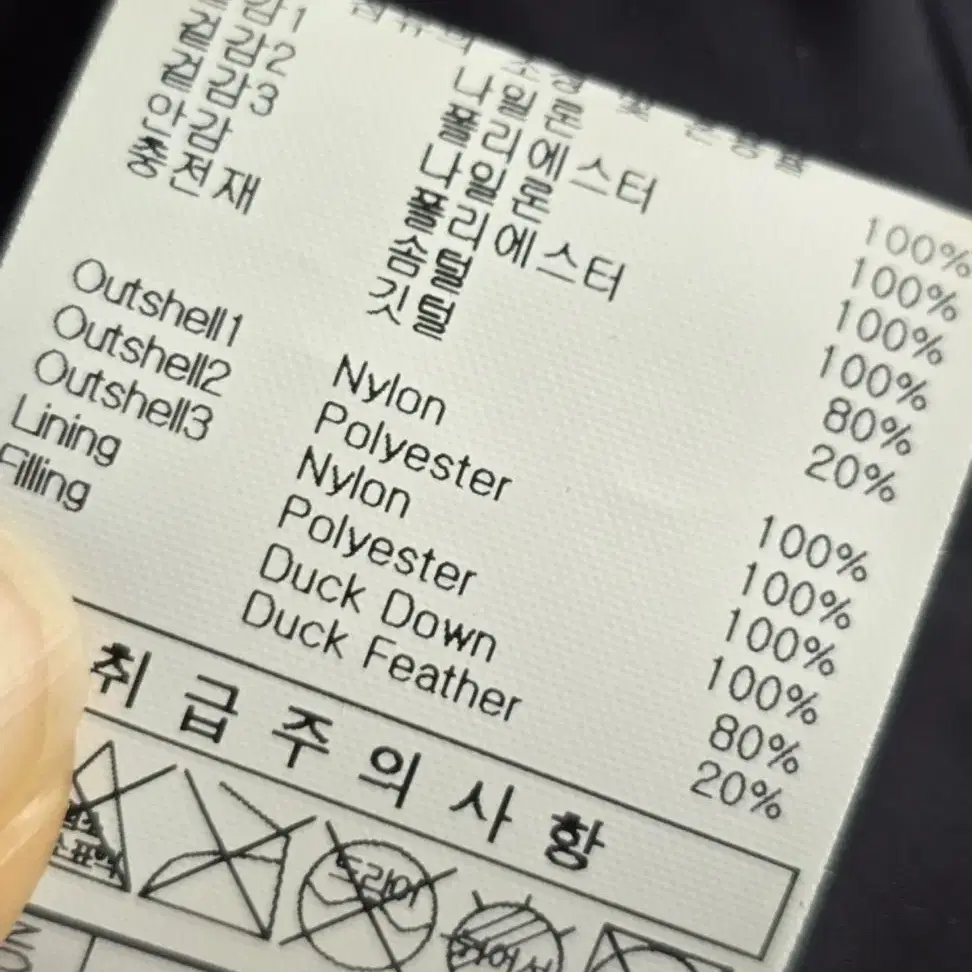 겉감1 나일론 100%
겉감2 폴리에스터 100%
겉감3 나일론 100%
안감 폴리에스터 100%
충전재 솜털 80%
깃털 20%
Outshell1 Nylon 100%
Outshell2 Polyester 100%
Outshell3 Nylon 100%
Lining Polyester 100%
Filling Duck Down 80%
Duck Feather 20%
취급주의사항
드라이